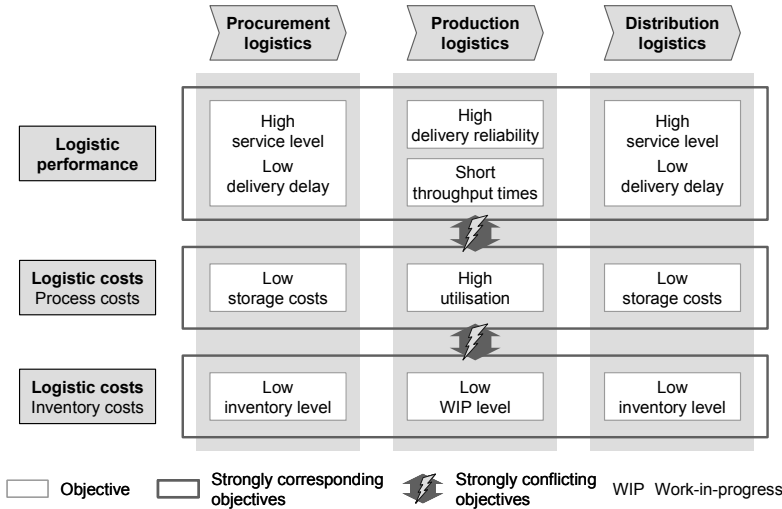 Procurement
logistics
Production
logistics
Distribution
logistics
Logistic
performance
High
service level
Low
delivery delay
High
delivery reliability
Short
throughput times
High
service level
Low
delivery delay
Logistic costs
Process costs
Low
storage costs
High
utilisation
Low
storage costs
Logistic costs
Inventory costs
Low
inventory level
Low
WIP level
Low
inventory level
Objective
Strongly corresponding
objectives
Strongly conflicting
objectives
WIP Work-in-progress